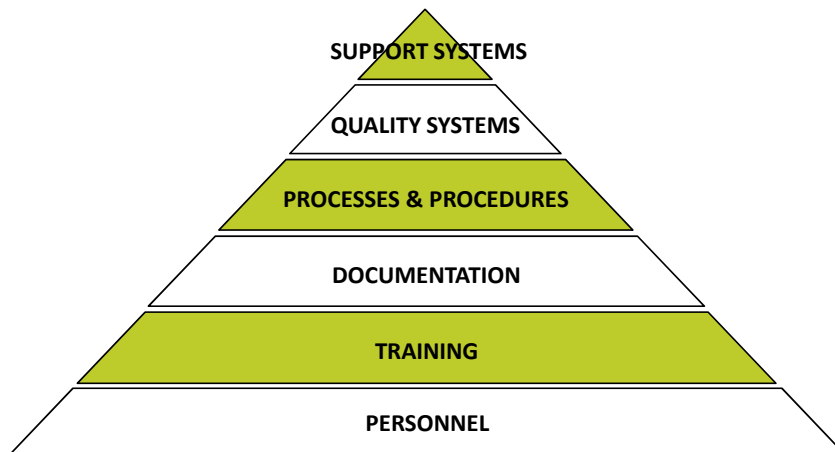 SUPPORT SYSTEMS
QUALITY SYSTEMS
PROCESSES & PROCEDURES
DOCUMENTATION
TRAINING
PERSONNEL